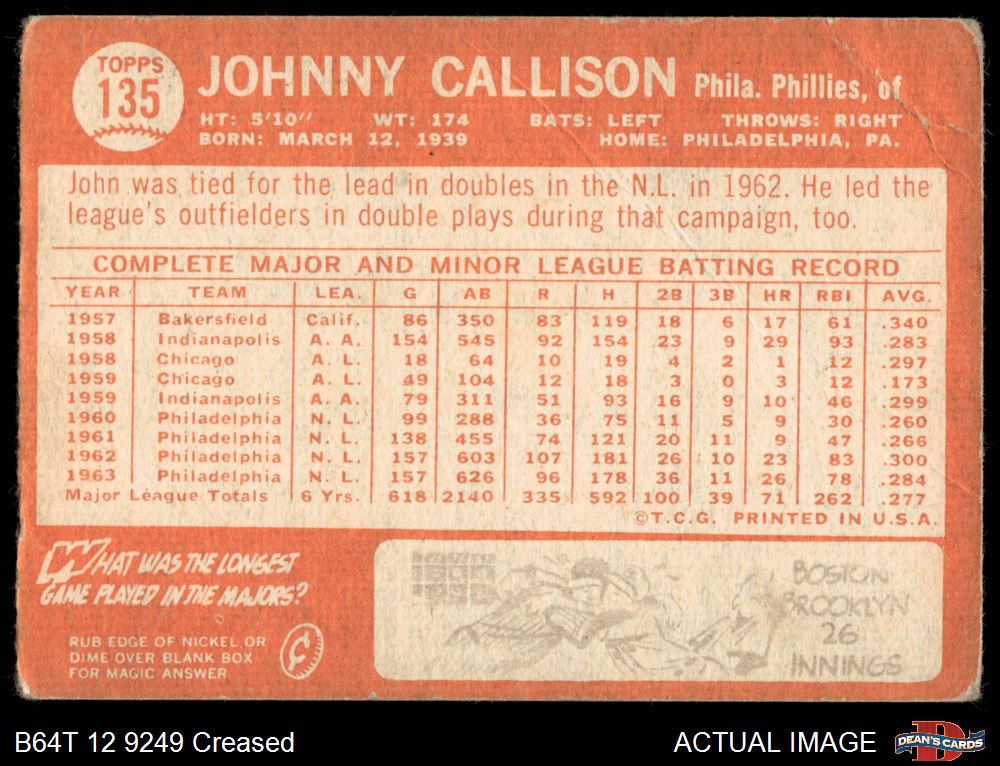 TOPPS
135
JOHNNY CALLISON Phila. Phillies, of
HT: 5'10" WT: 174 BATS: LEFT THROWS: RIGHT
BORN: MARCH 12, 1939 HOME: PHILADELPHIA, PA.
John was tied for the lead in doubles in the N.L. in 1962. He led the
league's outfielders in double plays during that campaign, too.
COMPLETE MAJOR AND MINOR LEAGUE BATTING RECORD
YEAR TEAM LEA. G AB R H 2B 3B HR RBI AVG.
1957 Bakersfield Calif. 86 350 83 119 18 6 17 61 .340
1958 Indianapolis A. A. 154 545 92 154 23 9 29 93 .283
1958 Chicago A. L. 18 64 10 19 4 2 1 12 .297
1959 Chicago A. L. 49 104 12 18 3 0 3 12 .173
1959 Indianapolis A. A. 79 311 51 93 16 9 10 46 .299
1960 Philadelphia N. L. 99 288 36 75 11 5 9 30 .260
1961 Philadelphia N. L. 138 455 74 121 20 11 9 47 .266
1962 Philadelphia N. L. 157 603 107 181 26 10 23 83 .300
1963 Philadelphia N. L. 157 626 96 178 36 11 26 78 .284
Major League Totals 6 Yrs. 618 2140 335 592 100 39 71 262 .277
©T.C.G. PRINTED IN U.S.A.
WHAT WAS THE LONGEST
GAME PLAYED IN THE MAJORS?
RUB EDGE OF NICKEL OR
DIME OVER BLANK BOX
FOR MAGIC ANSWER
¢
BOSTON
BROOKLYN
26
INNINGS
B64T 12 9249 Creased ACTUAL IMAGE
D
DEAN'S CARDS